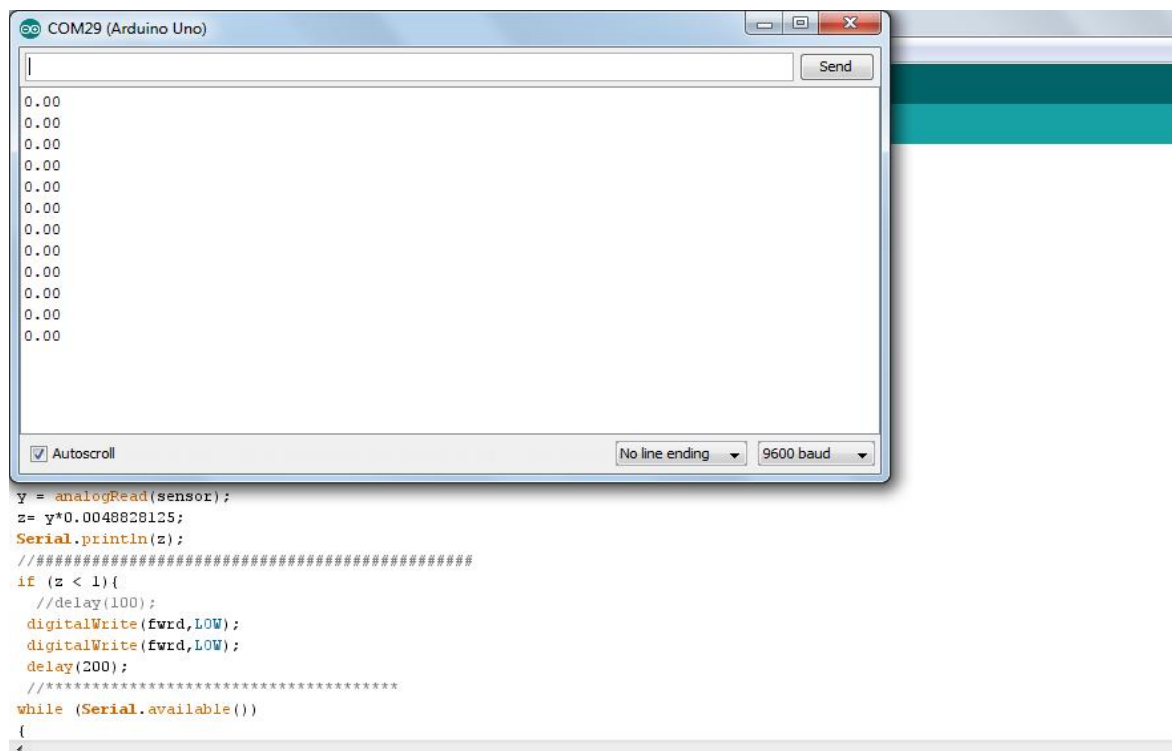 COM29 (Arduino Uno)
Send
0.00
0.00
0.00
0.00
0.00
0.00
0.00
0.00
0.00
0.00
0.00
0.00
Autoscroll
No line ending
9600 baud
y = analogRead(sensor);
z= y*0.0048828125;
Serial.println(z);
//###############################################
if (z < 1){
//delay(100);
digitalWrite(fwrd,LOW);
digitalWrite(fwrd,LOW);
delay(200);
//**************************************
while (Serial.available())
{